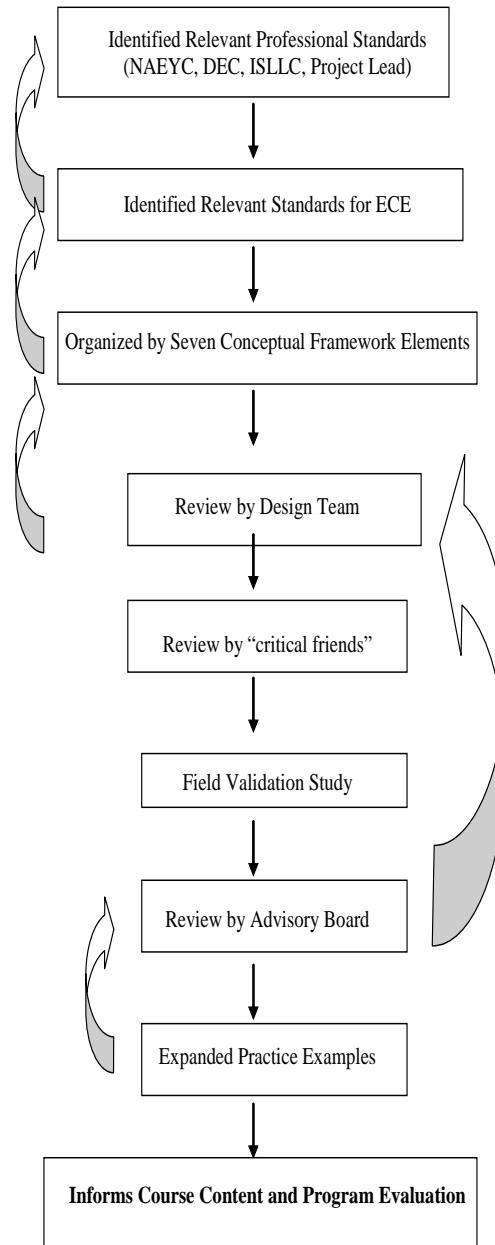 Identified Relevant Professional Standards
(NAEYC, DEC, ISLLC, Project Lead)
Identified Relevant Standards for ECE
Organized by Seven Conceptual Framework Elements
Review by Design Team
Review by “critical friends”
Field Validation Study
Review by Advisory Board
Expanded Practice Examples
Informs Course Content and Program Evaluation